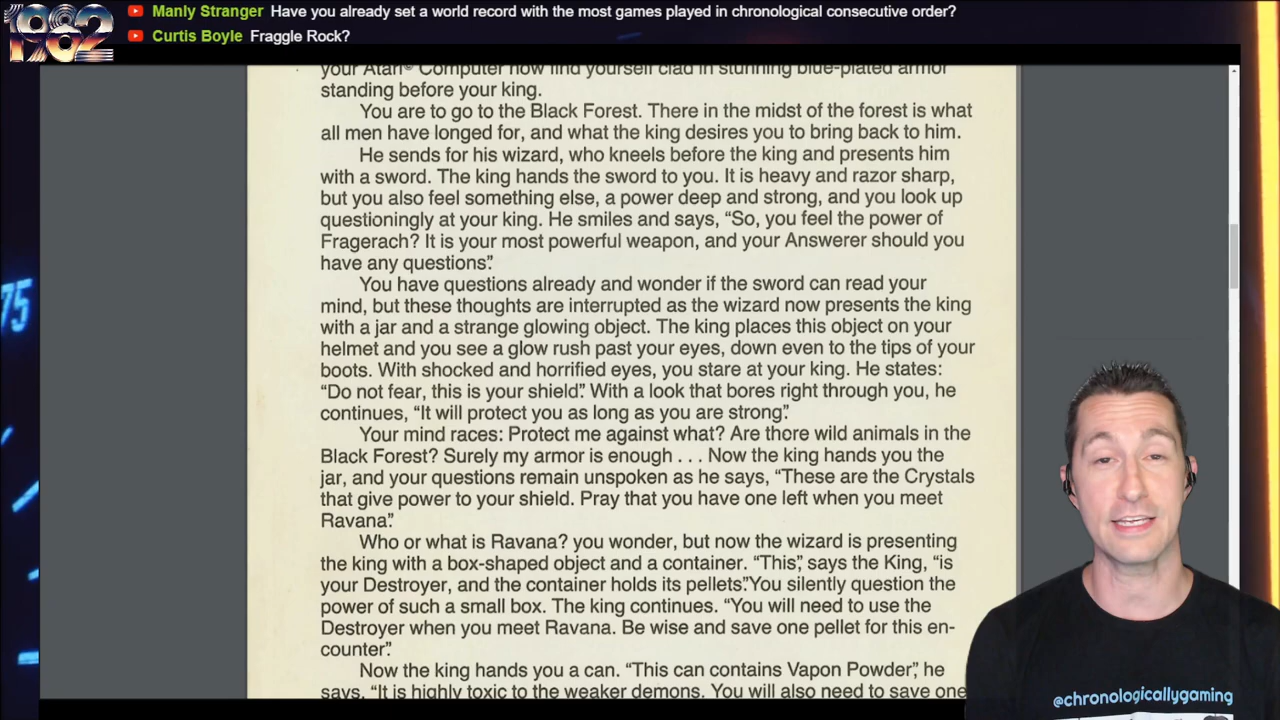 1982
Manly Stranger Have you already set a world record with the most games played in chronological consecutive order?
Curtis Boyle Fraggle Rock?
your Atari® Computer now find yourself clad in stunning blue-plated armor
standing before your king.
You are to go to the Black Forest. There in the midst of the forest is what
all men have longed for, and what the king desires you to bring back to him.
He sends for his wizard, who kneels before the king and presents him
with a sword. The king hands the sword to you. It is heavy and razor sharp,
but you also feel something else, a power deep and strong, and you look up
questioningly at your king. He smiles and says, “So, you feel the power of
Fragerach? It is your most powerful weapon, and your Answerer should you
have any questions”.
You have questions already and wonder if the sword can read your
mind, but these thoughts are interrupted as the wizard now presents the king
with a jar and a strange glowing object. The king places this object on your
helmet and you see a glow rush past your eyes, down even to the tips of your
boots. With shocked and horrified eyes, you stare at your king. He states:
“Do not fear, this is your shield”. With a look that bores right through you, he
continues, “It will protect you as long as you are strong”.
Your mind races: Protect me against what? Are thore wild animals in the
Black Forest? Surely my armor is enough . . . Now the king hands you the
jar, and your questions remain unspoken as he says, “These are the Crystals
that give power to your shield. Pray that you have one left when you meet
Ravana”.
Who or what is Ravana? you wonder, but now the wizard is presenting
the king with a box-shaped object and a container. “This”, says the King, “is
your Destroyer, and the container holds its pellets”. You silently question the
power of such a small box. The king continues. “You will need to use the
Destroyer when you meet Ravana. Be wise and save one pellet for this en-
counter”.
Now the king hands you a can. “This can contains Vapon Powder”, he
says. “It is highly toxic to the weaker demons. You will also need to save one
75
@chronologicallygaming